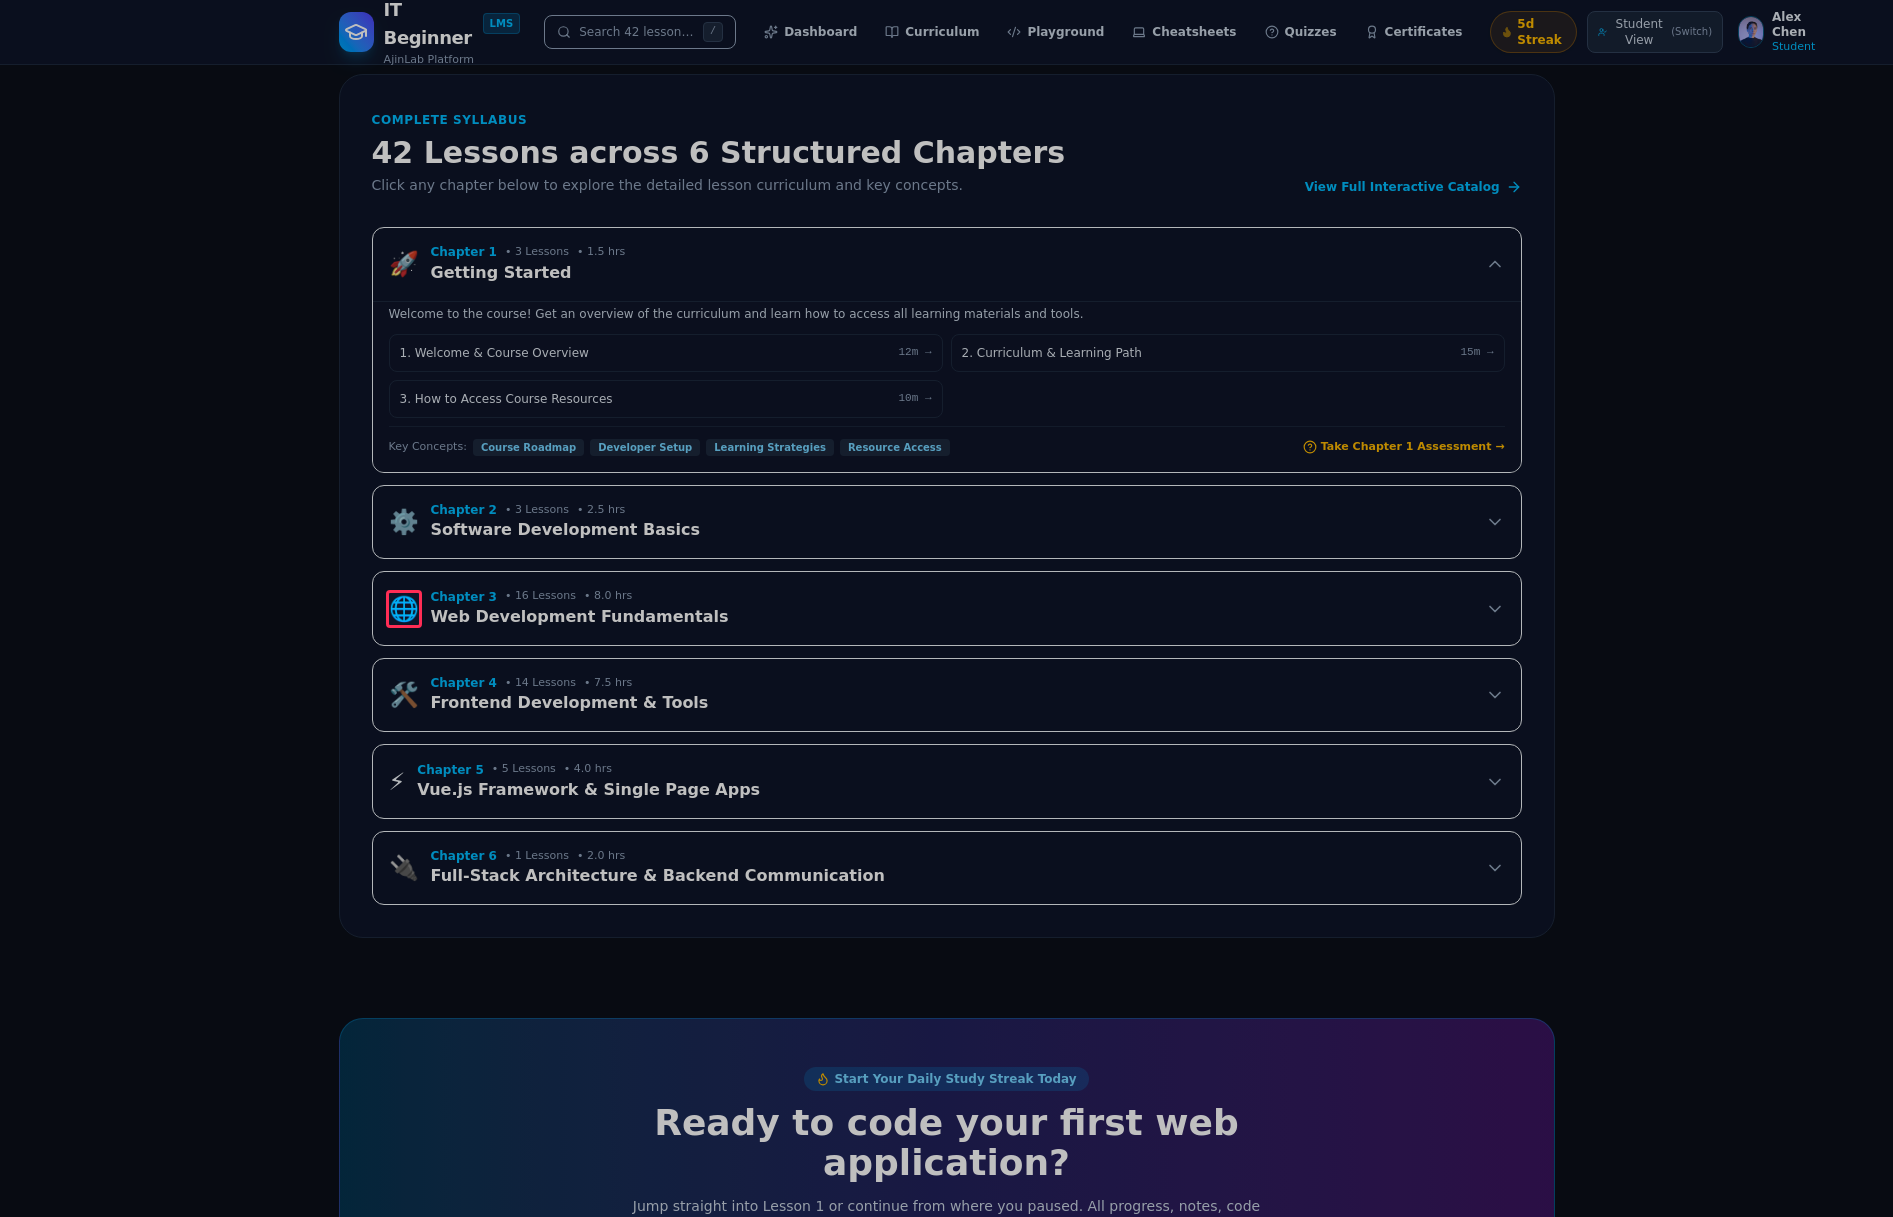 IT
Beginner
LMS
AjinLab Platform
Search 42 lesson...
/
Dashboard
Curriculum
Playground
Cheatsheets
Quizzes
Certificates
5d
Streak
Student
View
(Switch)
Alex
Chen
Student
COMPLETE SYLLABUS
42 Lessons across 6 Structured Chapters
Click any chapter below to explore the detailed lesson curriculum and key concepts.
View Full Interactive Catalog →
Chapter 1 • 3 Lessons • 1.5 hrs
Getting Started
Welcome to the course! Get an overview of the curriculum and learn how to access all learning materials and tools.
1. Welcome & Course Overview 12m →
2. Curriculum & Learning Path 15m →
3. How to Access Course Resources 10m →
Key Concepts: Course Roadmap Developer Setup Learning Strategies Resource Access
Take Chapter 1 Assessment →
Chapter 2 • 3 Lessons • 2.5 hrs
Software Development Basics
Chapter 3 • 16 Lessons • 8.0 hrs
Web Development Fundamentals
Chapter 4 • 14 Lessons • 7.5 hrs
Frontend Development & Tools
Chapter 5 • 5 Lessons • 4.0 hrs
Vue.js Framework & Single Page Apps
Chapter 6 • 1 Lessons • 2.0 hrs
Full-Stack Architecture & Backend Communication
Start Your Daily Study Streak Today
Ready to code your first web
application?
Jump straight into Lesson 1 or continue from where you paused. All progress, notes, code